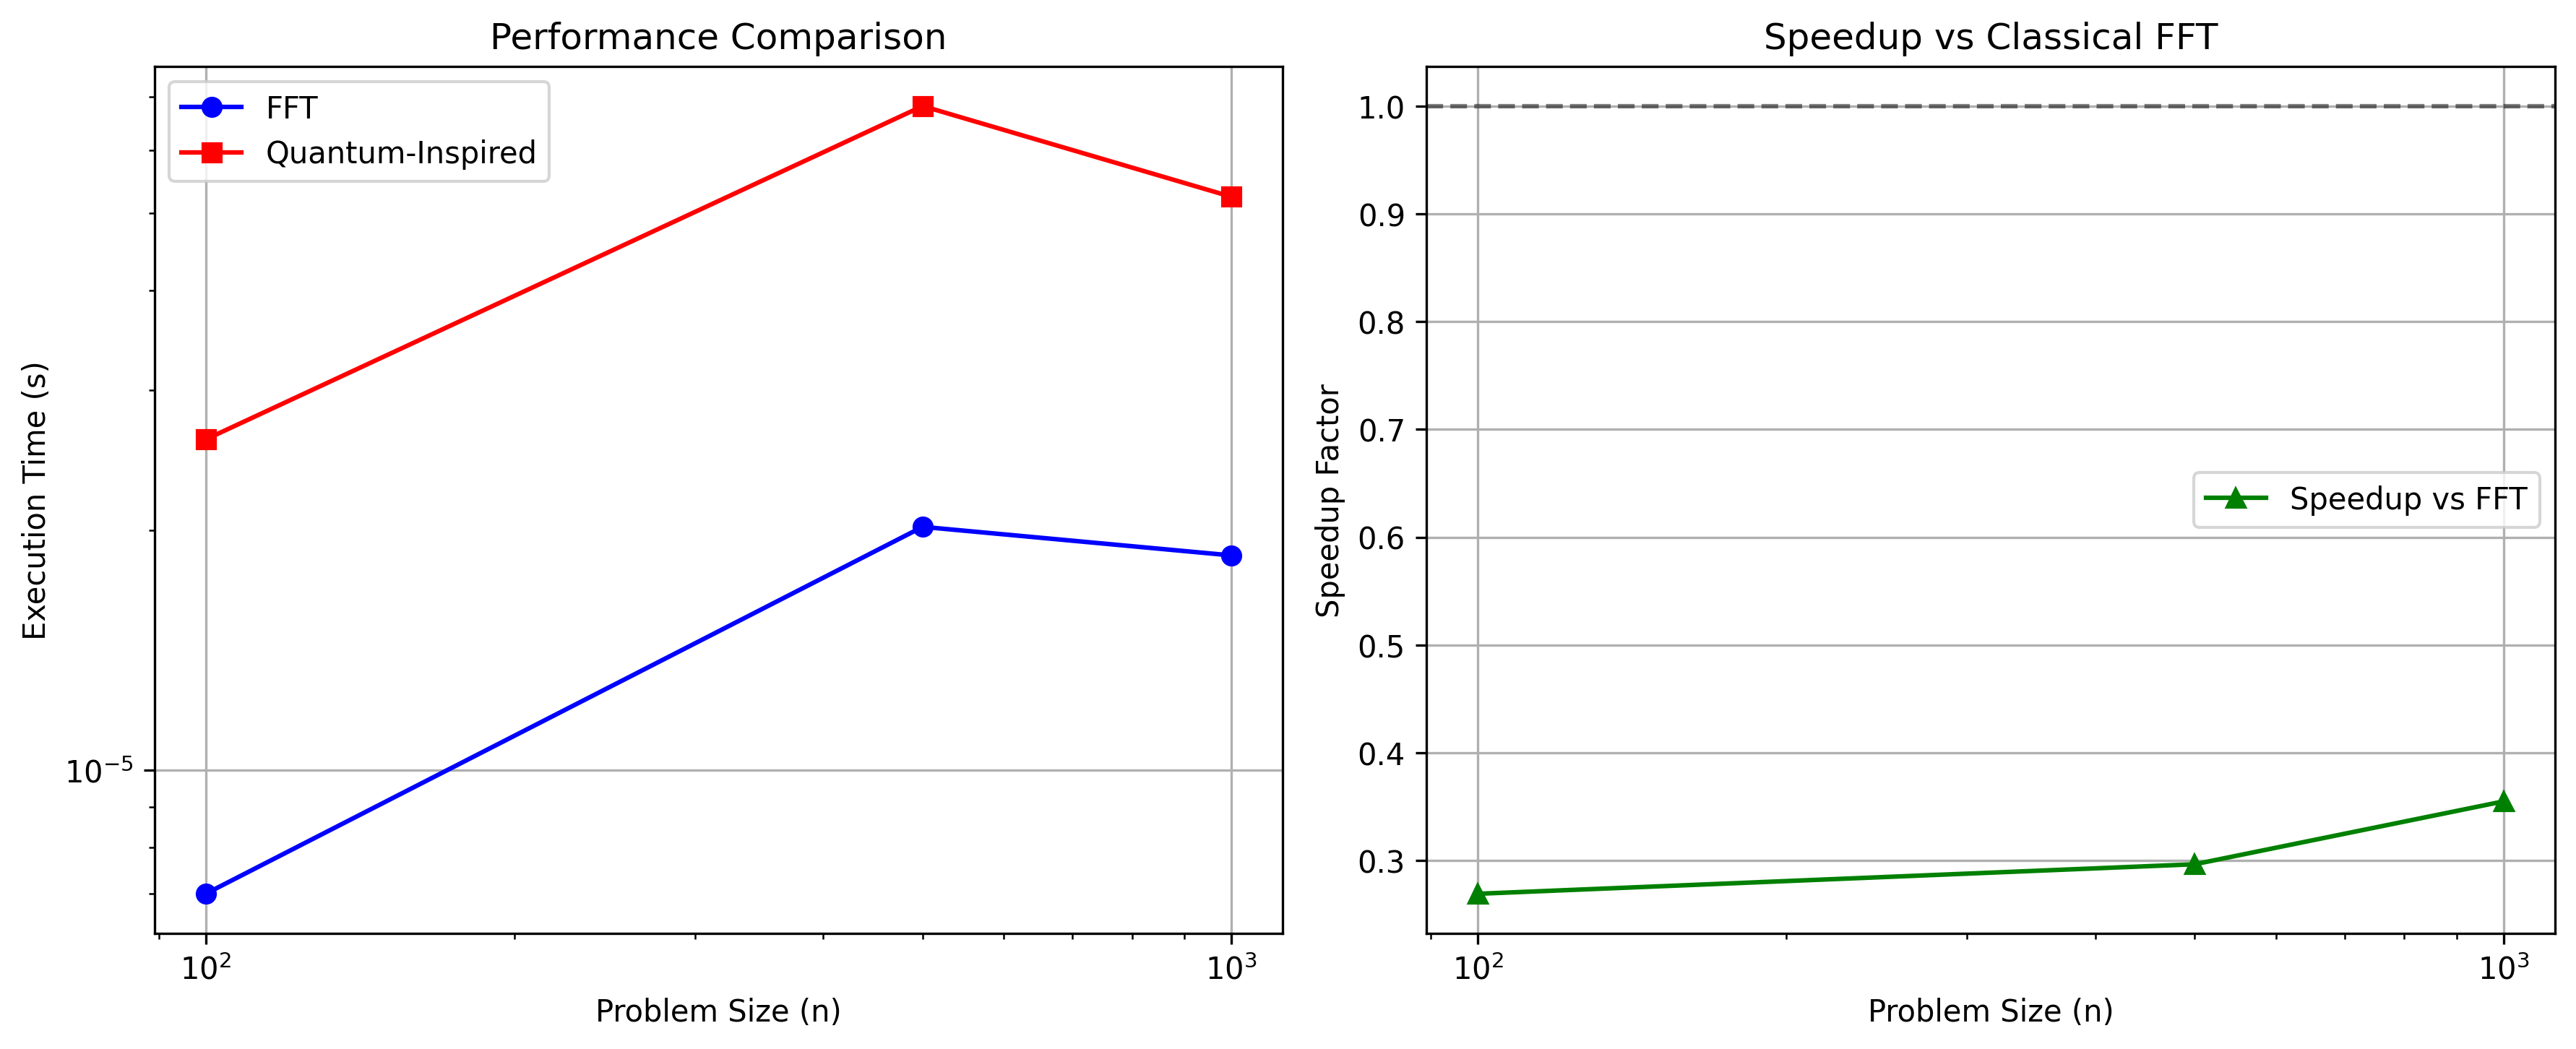 Performance Comparison
FFT
Quantum-Inspired
Execution Time (s)
10⁻⁵
10²
10³
Problem Size (n)
Speedup vs Classical FFT
1.0
0.9
0.8
0.7
0.6
0.5
0.4
0.3
Speedup Factor
Speedup vs FFT
10²
10³
Problem Size (n)